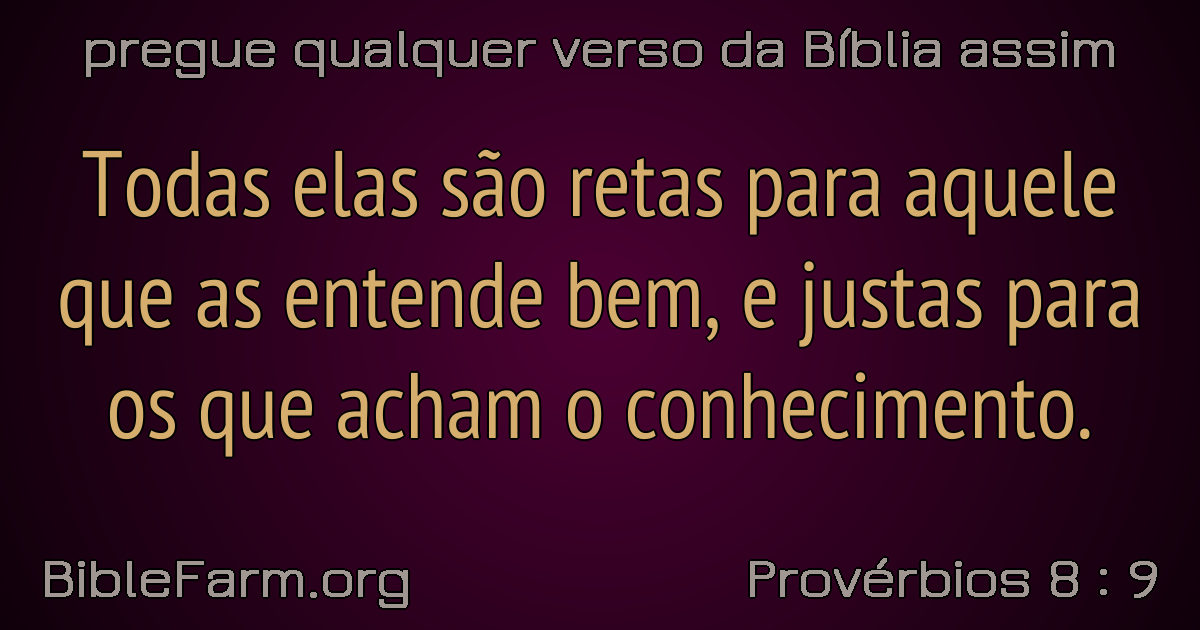 pregue qualquer verso da Bíblia assim
Todas elas são retas para aquele
que as entende bem, e justas para
os que acham o conhecimento.
BibleFarm.org
Provérbios 8 : 9